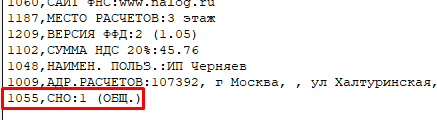 1060,САЙТ ФНС:www.nalog.ru
1187,МЕСТО РАСЧЕТОВ:3 этаж
1209,ВЕРСИЯ ФФД:2 (1.05)
1102,СУММА НДС 20%:45.76
1048,НАИМЕН. ПОЛЬЗ.:ИП Черняев
1009,АДР.РАСЧЕТОВ:107392, г Москва, , ул Халтуринская,
1055,СНО:1 (ОБЩ.)